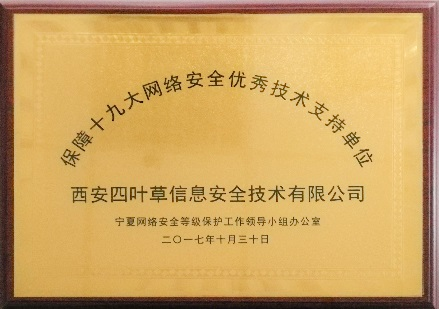 保障十九大网络安全优秀技术支持单位
西安四叶草信息安全技术有限公司
宁夏网络安全等级保护工作领导小组办公室
二〇一七年十月三十日